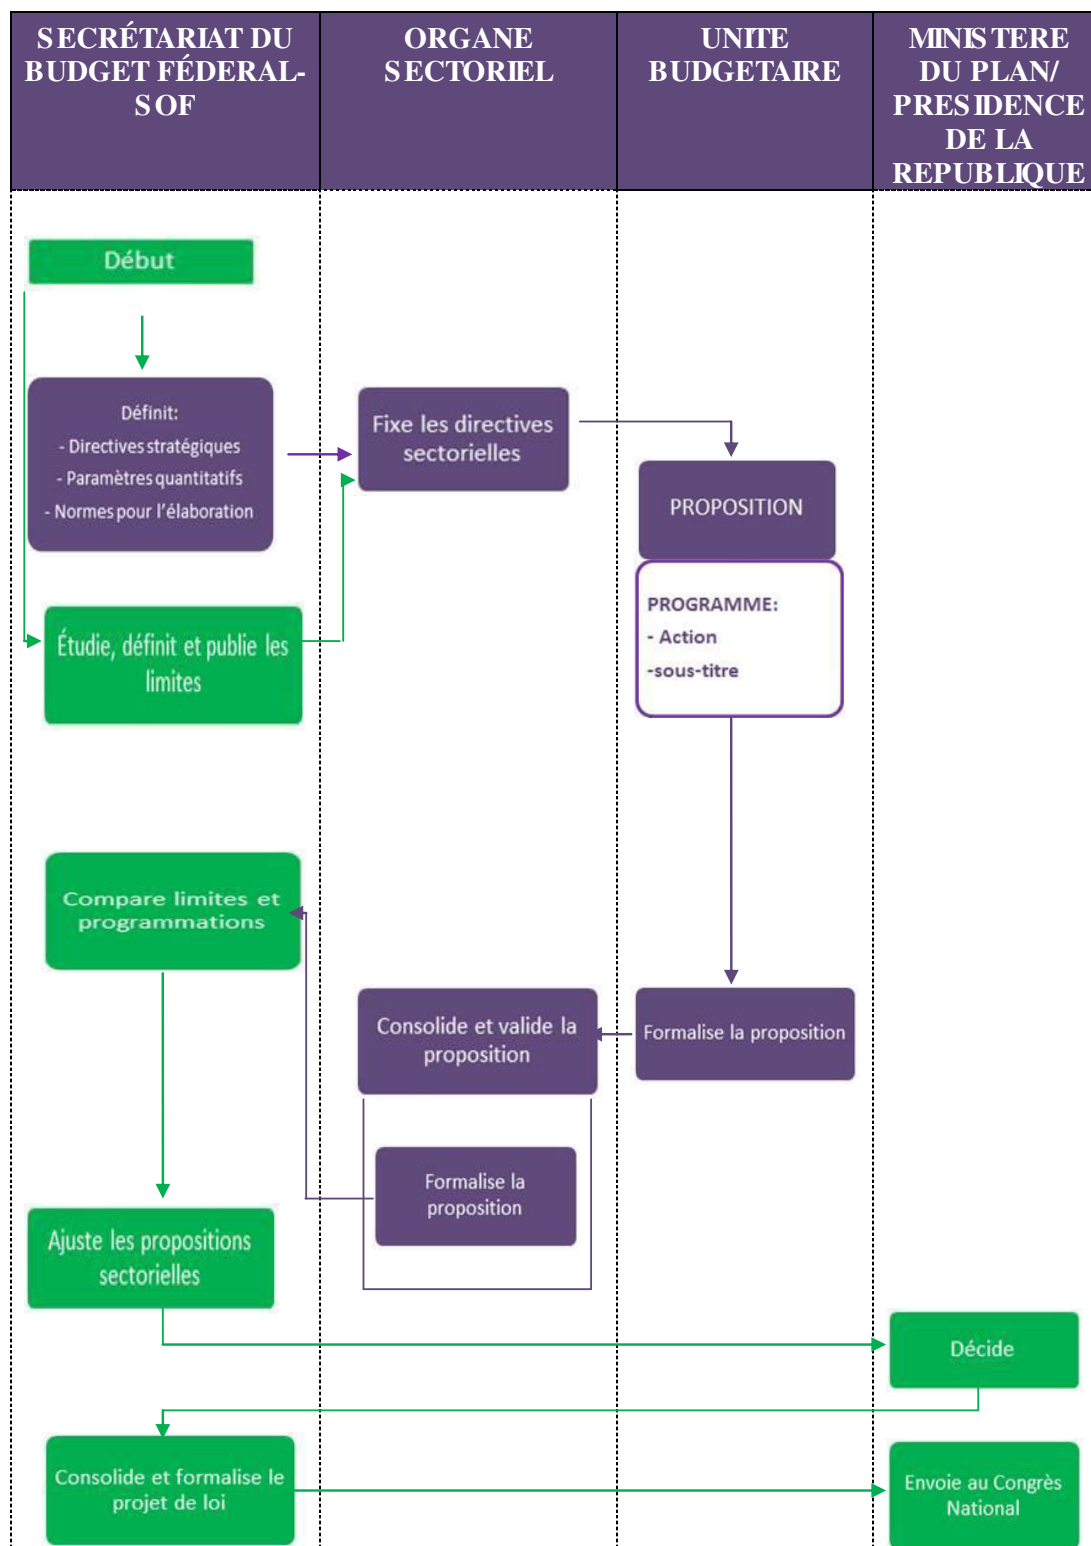 SECRÉTARIAT DU
BUDGET FÉDERAL-
SOF
ORGANE
SECTORIEL
UNITE
BUDGETAIRE
MINISTERE
DU PLAN/
PRESIDENCE
DE LA
REPUBLIQUE
Début
Définit:
- Directives stratégiques
- Paramètres quantitatifs
- Normes pour l'élaboration
Fixe les directives
sectorielles
PROPOSITION
PROGRAMME:
- Action
-sous-titre
Étudie, définit et publie les
limites
Compare limites et
programmations
Consolide et valide la
proposition
Formalise la proposition
Formalise la
proposition
Ajuste les propositions
sectorielles
Décide
Consolide et formalise le
projet de loi
Envoie au Congrès
National